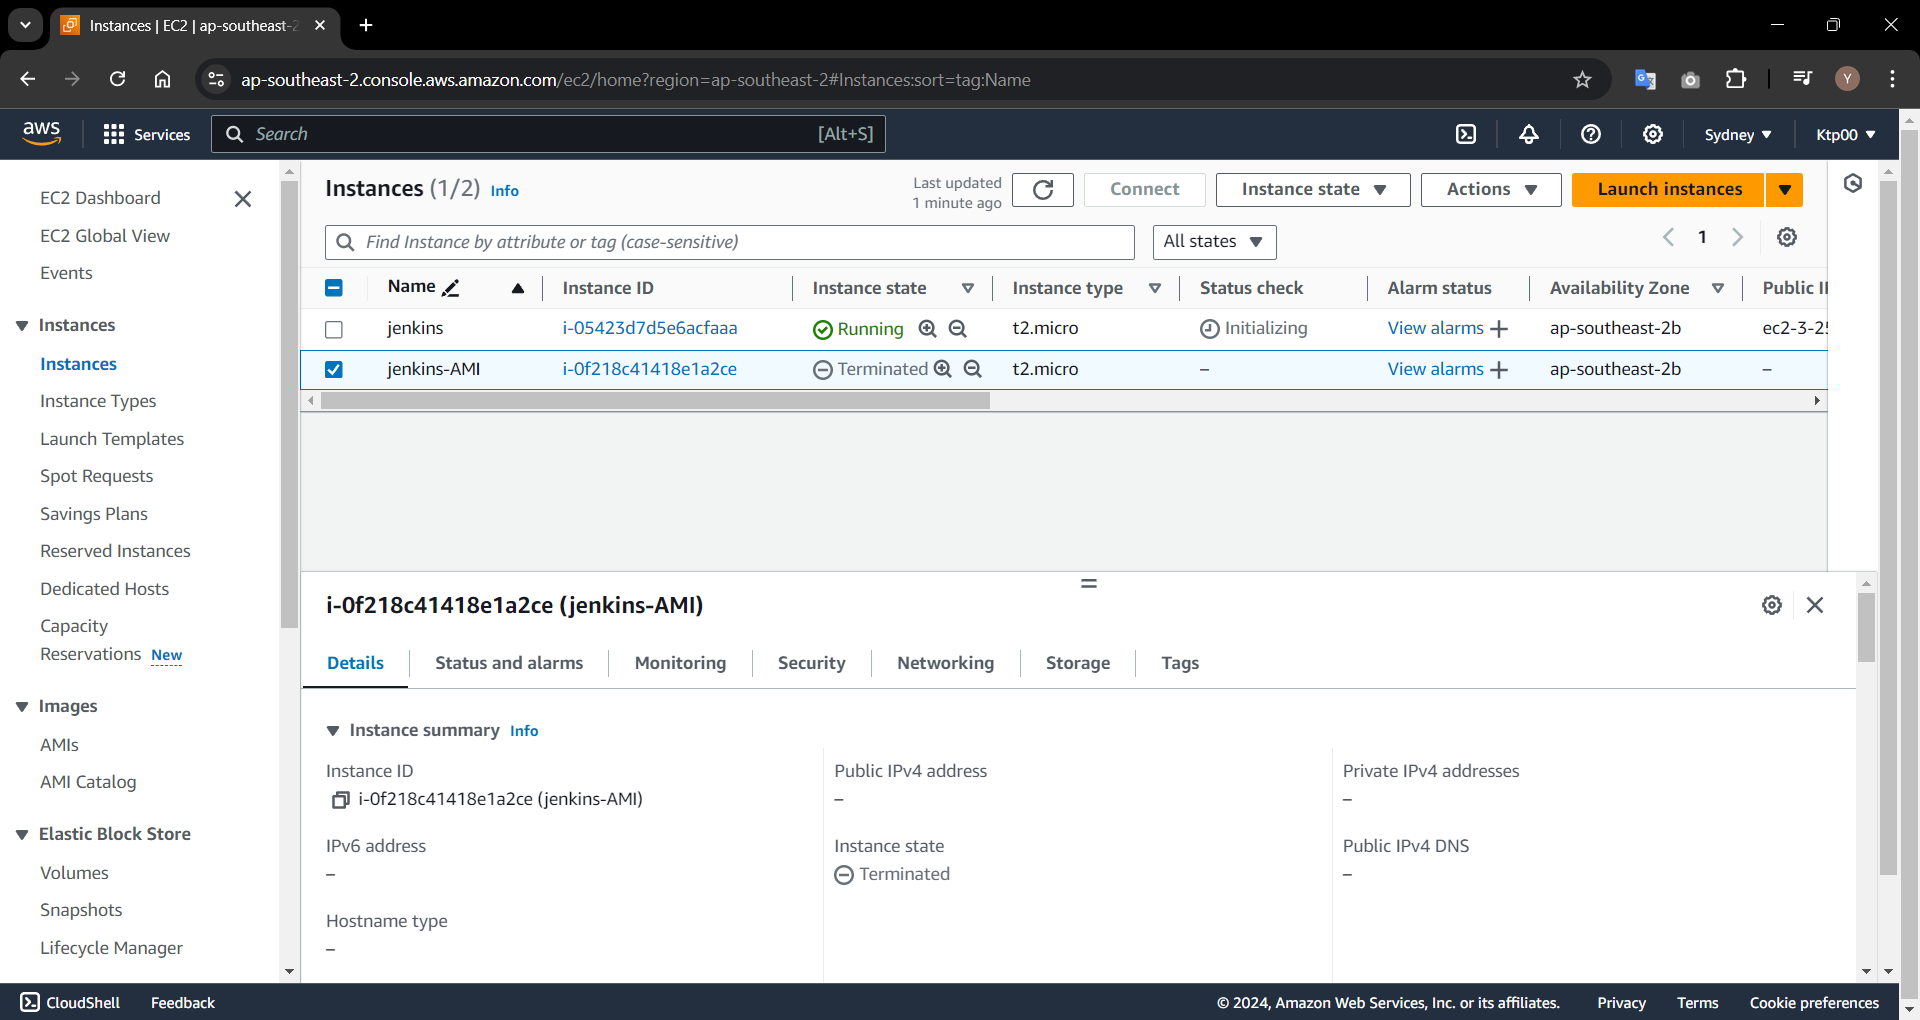 Instances | EC2 | ap-southeast-2
ap-southeast-2.console.aws.amazon.com/ec2/home?region=ap-southeast-2#Instances:sort=tag:Name
Y
aws
Services
Search
[Alt+S]
Sydney
Ktp00
EC2 Dashboard
EC2 Global View
Events
Instances
Instances
Instance Types
Launch Templates
Spot Requests
Savings Plans
Reserved Instances
Dedicated Hosts
Capacity
Reservations New
Images
AMIs
AMI Catalog
Elastic Block Store
Volumes
Snapshots
Lifecycle Manager
Instances (1/2) Info
Last updated
1 minute ago
Connect
Instance state
Actions
Launch instances
Find Instance by attribute or tag (case-sensitive)
All states
1
Name Instance ID Instance state Instance type Status check Alarm status Availability Zone Public I
jenkins i-05423d7d5e6acfaaa Running t2.micro Initializing View alarms + ap-southeast-2b ec2-3-25
jenkins-AMI i-0f218c41418e1a2ce Terminated t2.micro – View alarms + ap-southeast-2b –
i-0f218c41418e1a2ce (jenkins-AMI)
Details Status and alarms Monitoring Security Networking Storage Tags
Instance summary Info
Instance ID
i-0f218c41418e1a2ce (jenkins-AMI)
Public IPv4 address
–
Private IPv4 addresses
–
IPv6 address
–
Instance state
Terminated
Public IPv4 DNS
–
Hostname type
–
CloudShell
Feedback
© 2024, Amazon Web Services, Inc. or its affiliates.
Privacy
Terms
Cookie preferences